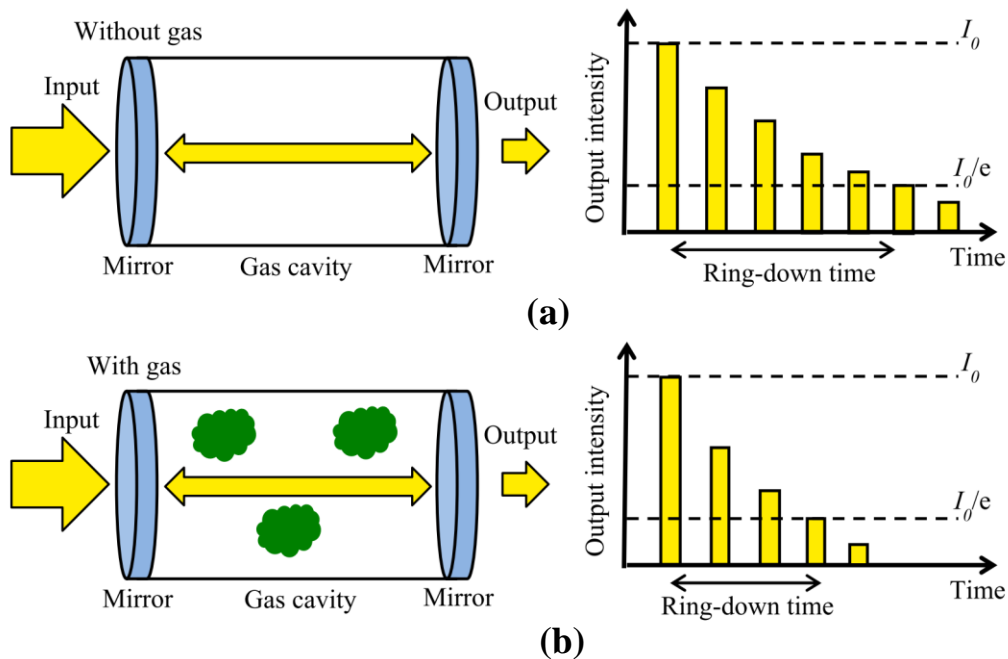 Without gas
Input
Output
Mirror
Gas cavity
Mirror
Output intensity
I0
I0/e
Time
Ring-down time
(a)
With gas
Input
Output
Mirror
Gas cavity
Mirror
Output intensity
I0
I0/e
Time
Ring-down time
(b)